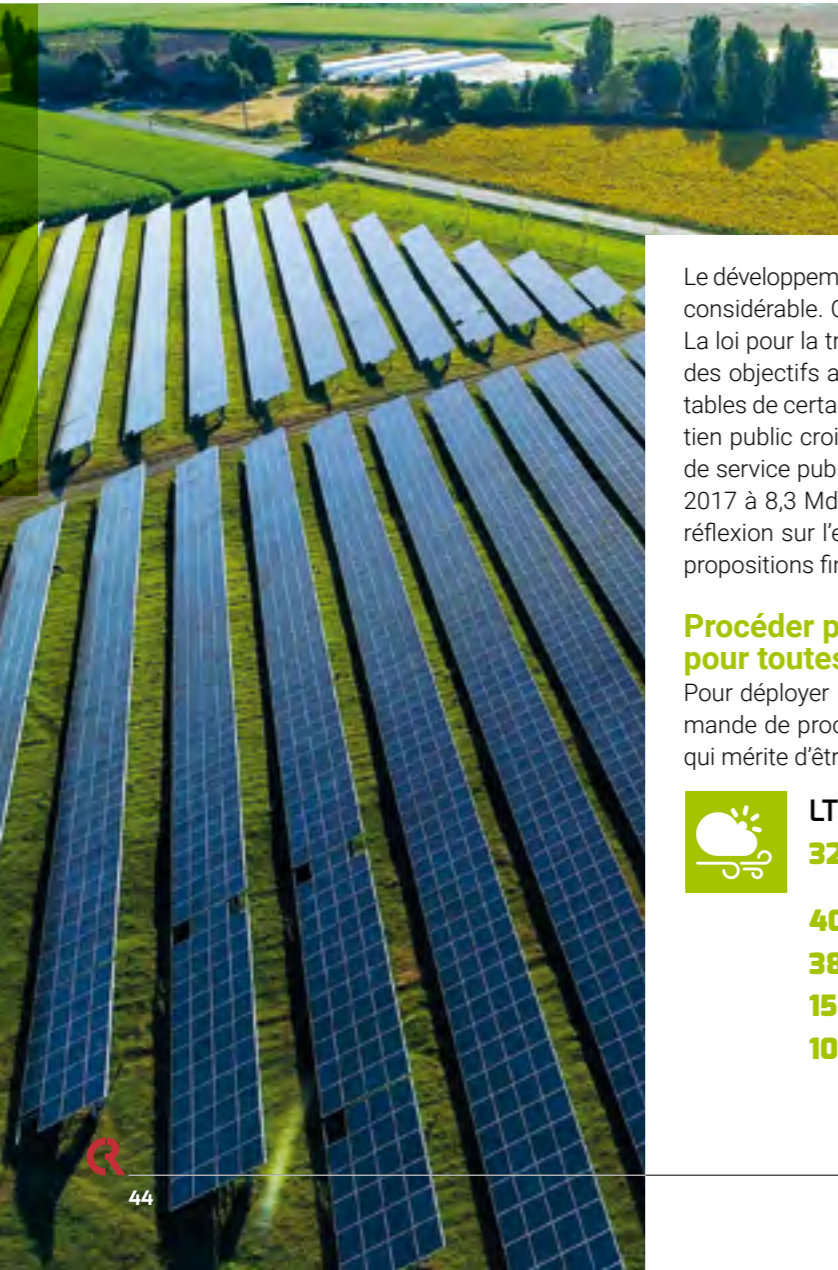 Le développem
considérable. C
La loi pour la tr
des objectifs a
tables de certa
tien public croi
de service pub
2017 à 8,3 Md
réflexion sur l'e
propositions fin
Procéder p
pour toutes
Pour déployer
mande de proc
qui mérite d'êtr
LT
32
40
38
15
10
44